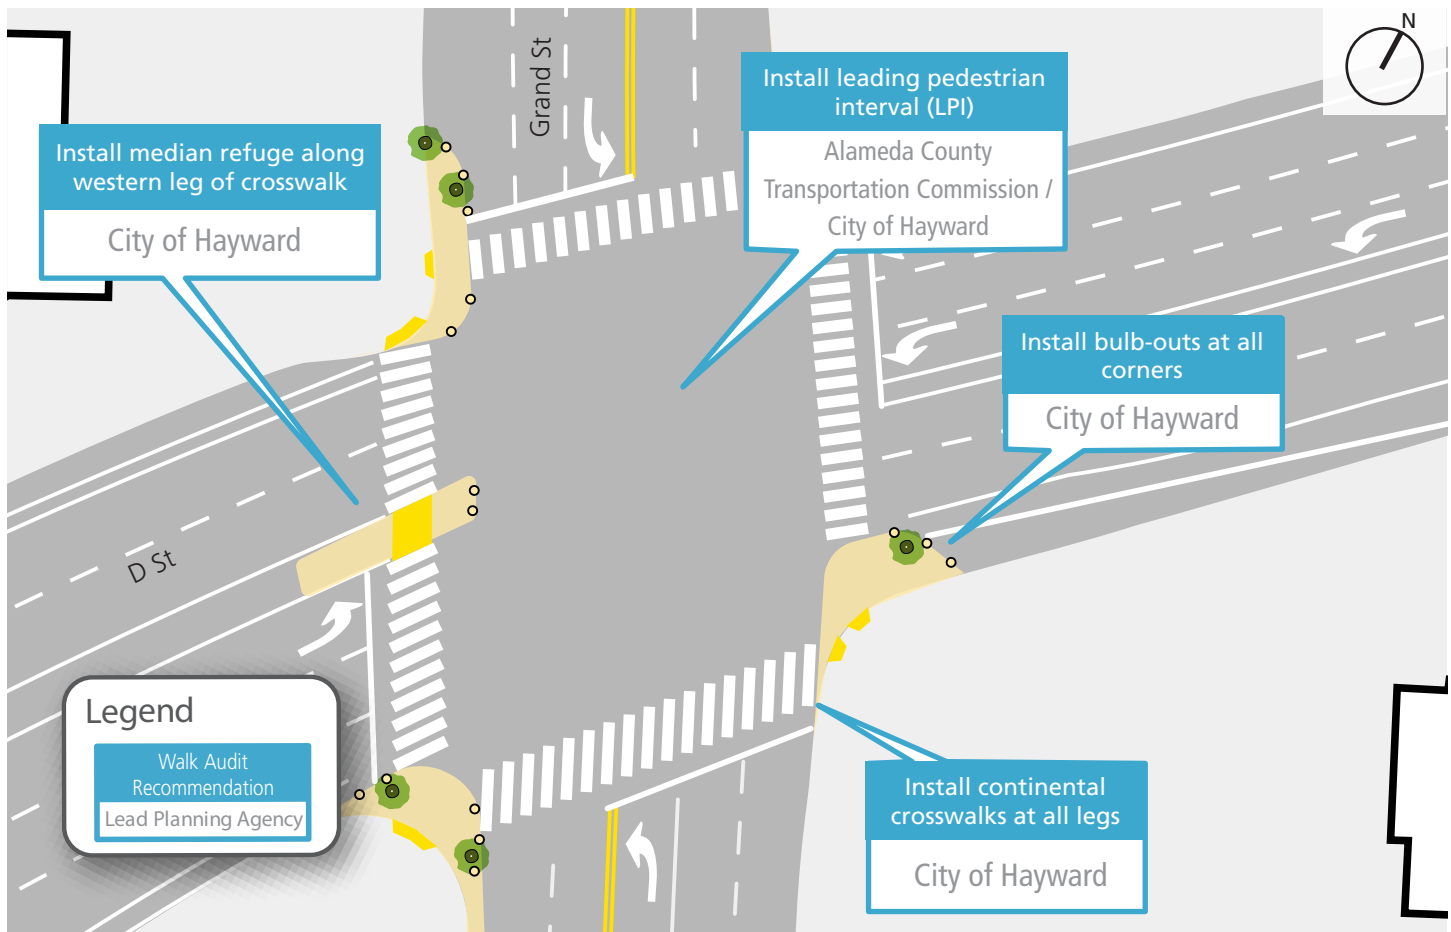 N
Grand St
Install leading pedestrian
interval (LPI)
Alameda County
Transportation Commission /
City of Hayward
Install median refuge along
western leg of crosswalk
City of Hayward
Install bulb-outs at all
corners
City of Hayward
D St
Legend
Walk Audit
Recommendation
Lead Planning Agency
Install continental
crosswalks at all legs
City of Hayward